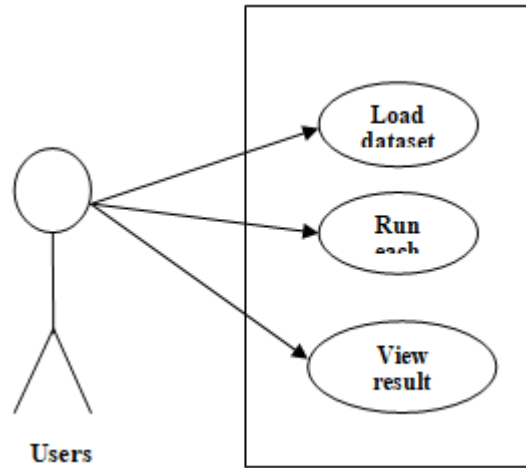 Load
dataset
Run
each
View
result
Users